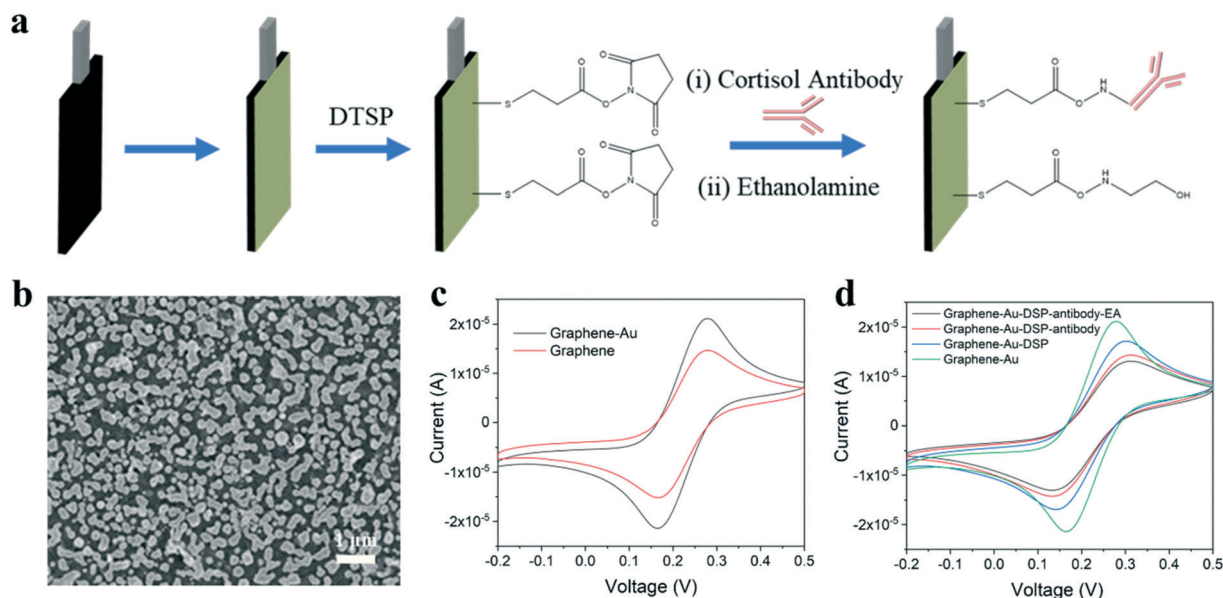 a
DTSP
(i) Cortisol Antibody
(ii) Ethanolamine
S
O
O
N
O
O
S
O
O
N
O
O
S
O
O
H
N
S
O
O
H
N
OH
b
1 μm
c
Graphene-Au
Graphene
2x10⁻⁵
1x10⁻⁵
0
-1x10⁻⁵
-2x10⁻⁵
Current (A)
-0.2 -0.1 0.0 0.1 0.2 0.3 0.4 0.5
Voltage (V)
d
Graphene-Au-DSP-antibody-EA
Graphene-Au-DSP-antibody
Graphene-Au-DSP
Graphene-Au
2x10⁻⁵
1x10⁻⁵
0
-1x10⁻⁵
-2x10⁻⁵
Current (A)
-0.2 -0.1 0.0 0.1 0.2 0.3 0.4 0.5
Voltage (V)